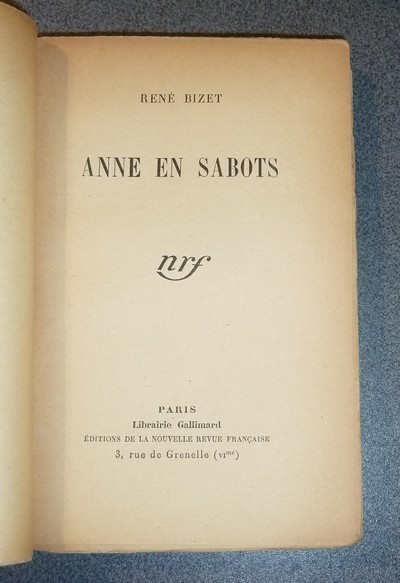 RENÉ BIZET
ANNE EN SABOTS
nrf
PARIS
Librairie Gallimard
ÉDITIONS DE LA NOUVELLE REVUE FRANÇAISE
3, rue de Grenelle (VIme)